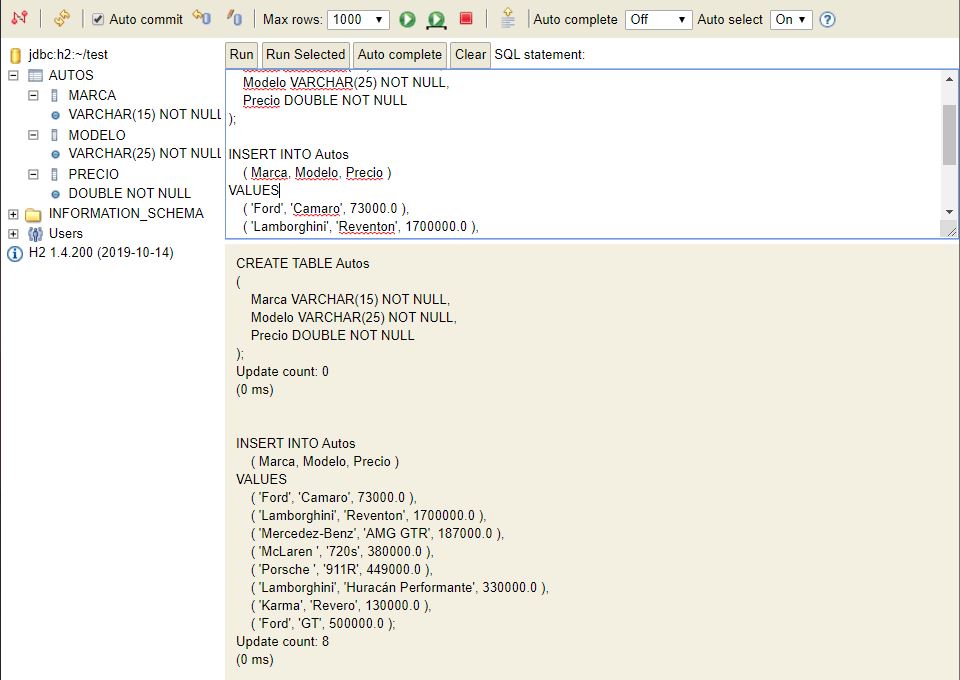 Auto commit Max rows: 1000 Auto complete Off Auto select On
jdbc:h2:~/test
AUTOS
MARCA
VARCHAR(15) NOT NULL
MODELO
VARCHAR(25) NOT NULL
PRECIO
DOUBLE NOT NULL
INFORMATION_SCHEMA
Users
H2 1.4.200 (2019-10-14)
Run Run Selected Auto complete Clear SQL statement:
Modelo VARCHAR(25) NOT NULL,
Precio DOUBLE NOT NULL
);
INSERT INTO Autos
( Marca, Modelo, Precio )
VALUES
( 'Ford', 'Camaro', 73000.0 ),
( 'Lamborghini', 'Reventon', 1700000.0 ),
CREATE TABLE Autos
(
Marca VARCHAR(15) NOT NULL,
Modelo VARCHAR(25) NOT NULL,
Precio DOUBLE NOT NULL
);
Update count: 0
(0 ms)
INSERT INTO Autos
( Marca, Modelo, Precio )
VALUES
( 'Ford', 'Camaro', 73000.0 ),
( 'Lamborghini', 'Reventon', 1700000.0 ),
( 'Mercedez-Benz', 'AMG GTR', 187000.0 ),
( 'McLaren ', '720s', 380000.0 ),
( 'Porsche ', '911R', 449000.0 ),
( 'Lamborghini', 'Huracán Performante', 330000.0 ),
( 'Karma', 'Revero', 130000.0 ),
( 'Ford', 'GT', 500000.0 );
Update count: 8
(0 ms)